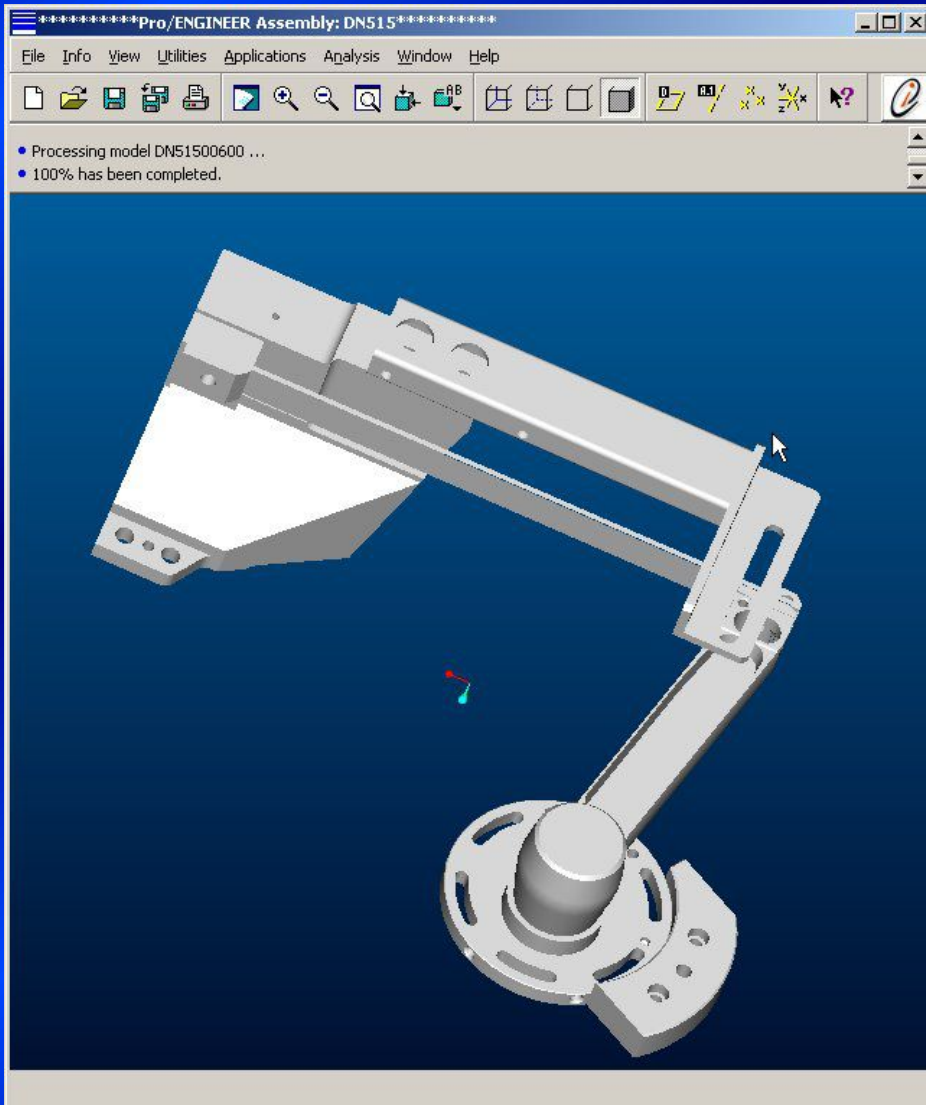 ***********Pro/ENGINEER Assembly: DN515***********
File Info View Utilities Applications Analysis Window Help
Processing model DN51500600 ...
100% has been completed.